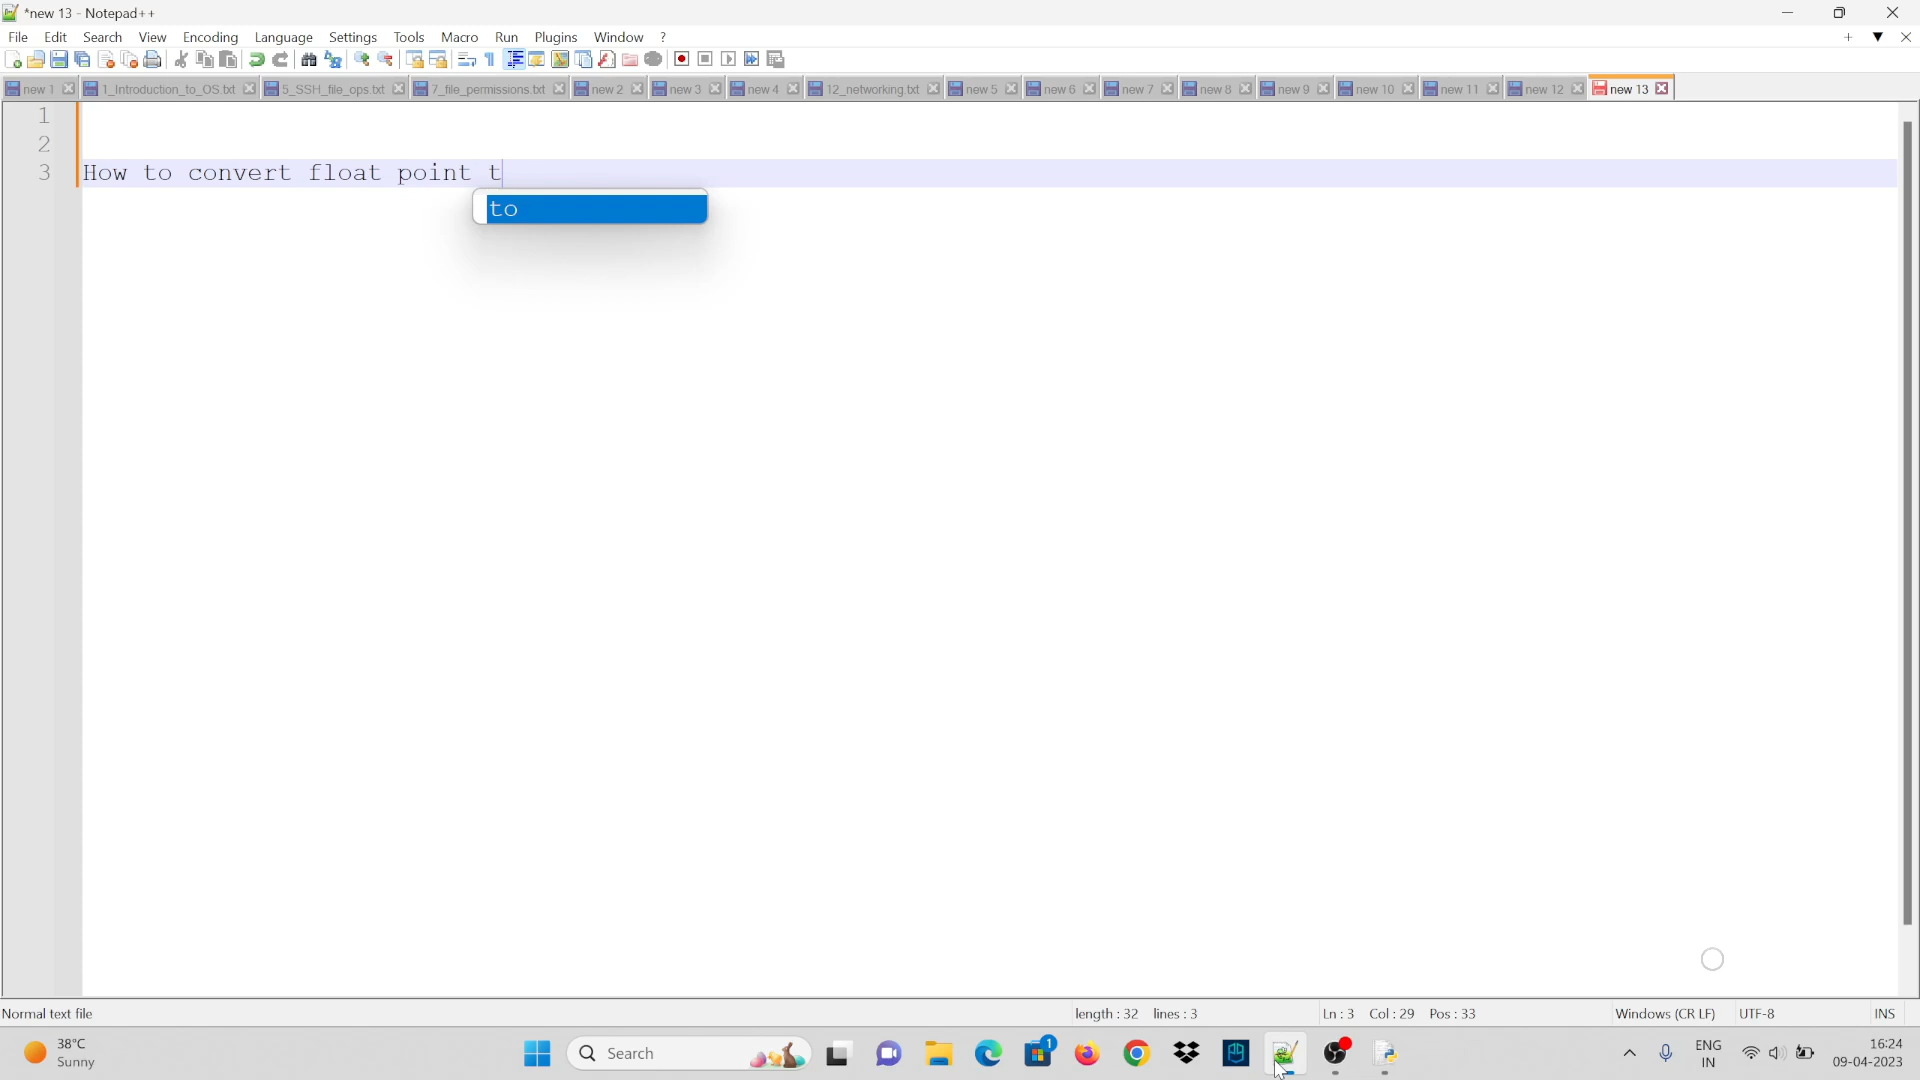 *new 13 - Notepad++
File Edit Search View Encoding Language Settings Tools Macro Run Plugins Window ?
new 1 1_Introduction_to_OS.txt 5_SSH_file_ops.txt 7_file_permissions.txt new 2 new 3 new 4 12_networking.txt new 5 new 6 new 7 new 8 new 9 new 10 new 11 new 12 new 13
1
2
3 How to convert float point t
to
Normal text file length : 32 lines : 3 Ln : 3 Col : 29 Pos : 33 Windows (CR LF) UTF-8 INS
38°C
Sunny
Search
1
ENG
IN
16:24
09-04-2023